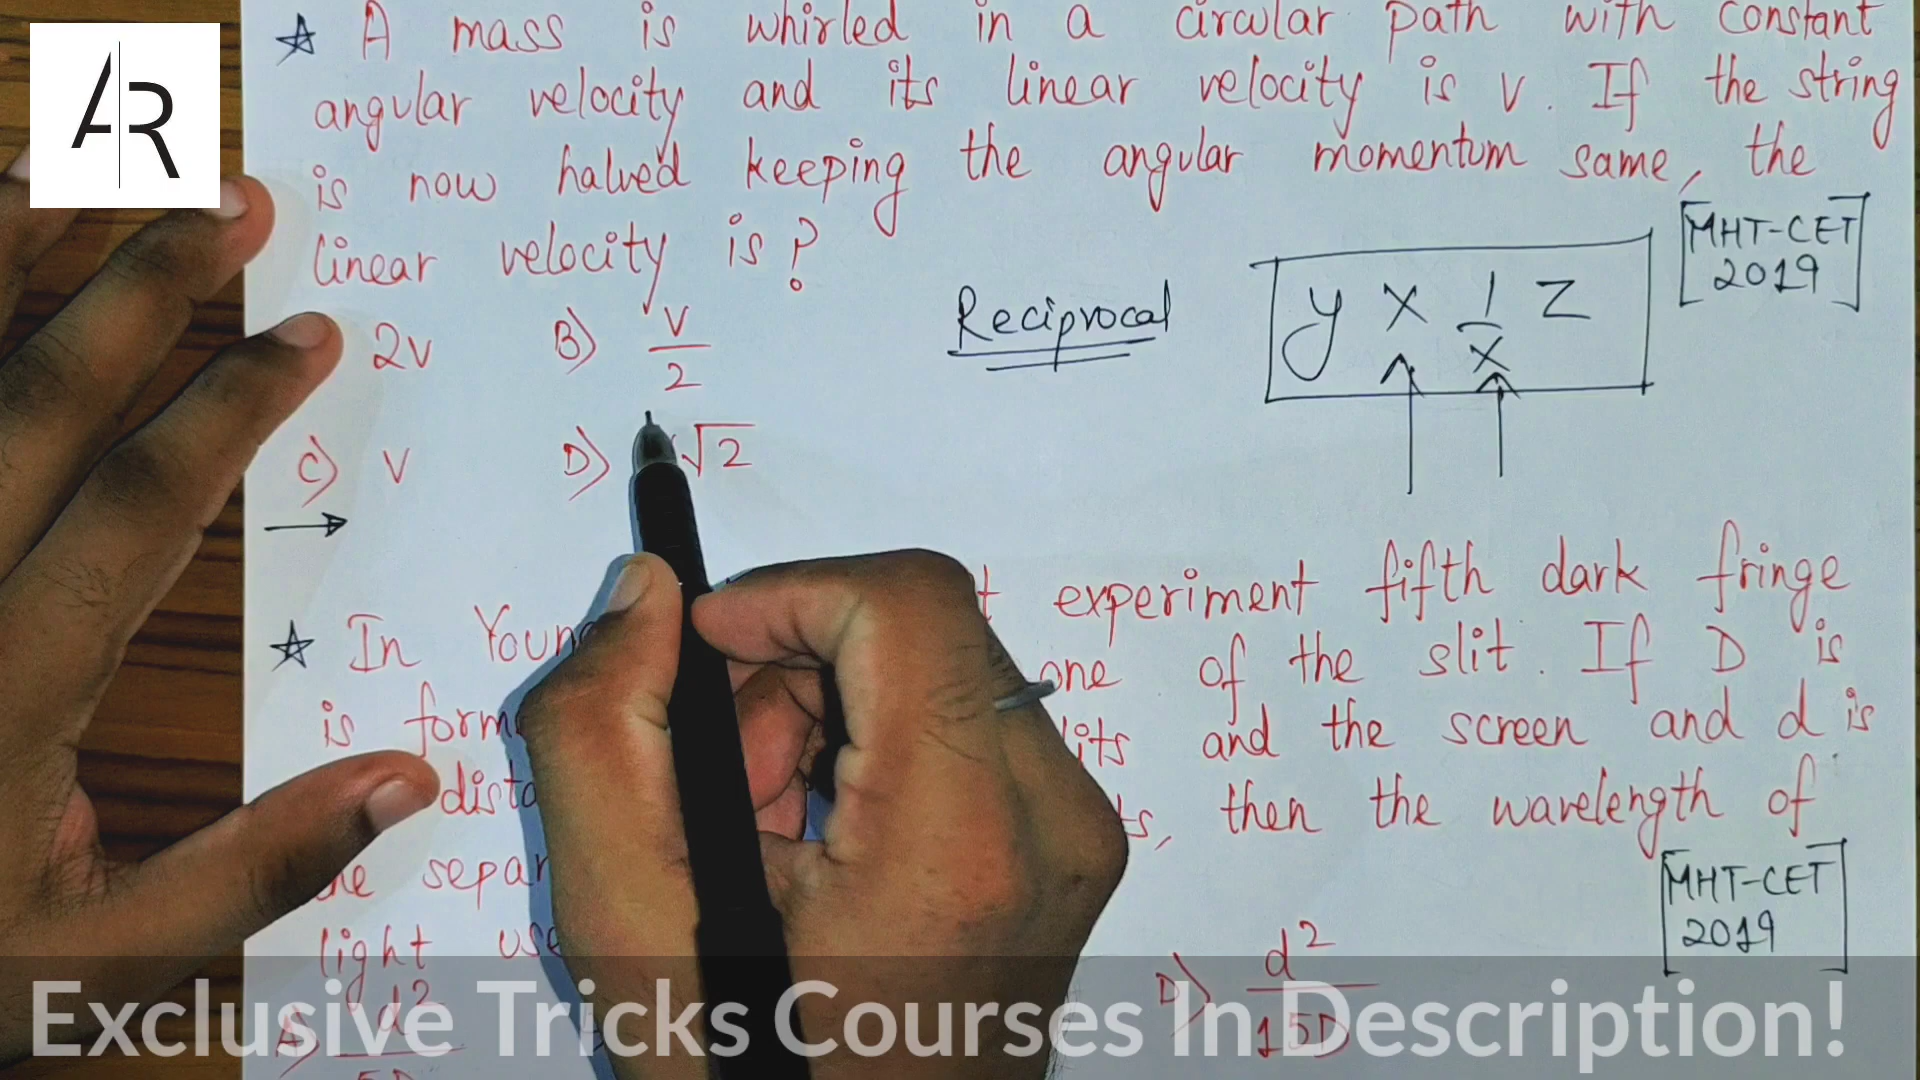 AR
☆ A mass is whirled in a circular path with constant
angular velocity and its linear velocity is v. If the string
is now halved keeping the angular momentum same, the
linear velocity is ?
[MHT-CET 2019]
2v B) v/2
Reciprocal
y x 1/x z
C) v D) √2
→
☆ In experiment fifth dark fringe
is one of the slit. If D is
and the screen and d is
then the wavelength of
light
[MHT-CET 2019]
A) d²
D) d²/15D
Exclusive Tricks Courses In Description!